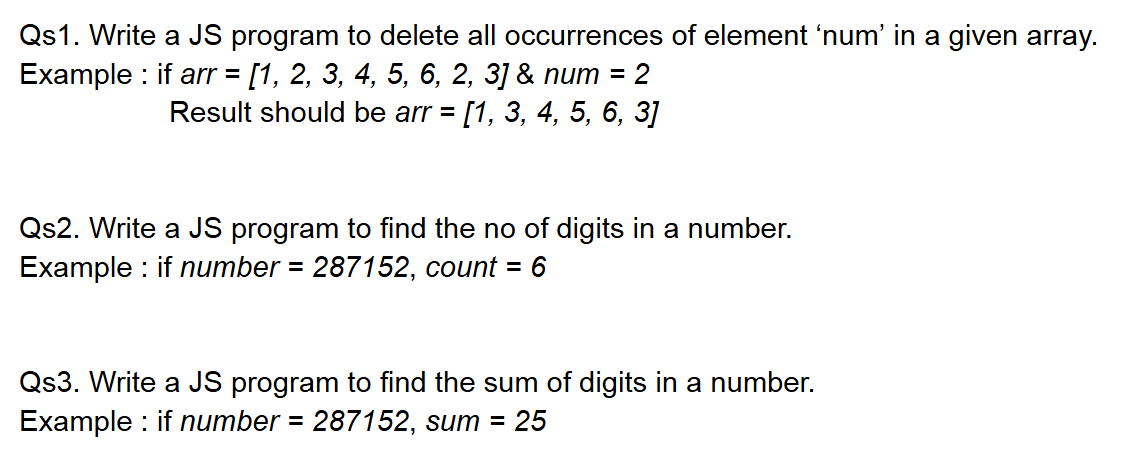 Qs1. Write a JS program to delete all occurrences of element ‘num’ in a given array.
Example : if arr = [1, 2, 3, 4, 5, 6, 2, 3] & num = 2
Result should be arr = [1, 3, 4, 5, 6, 3]
Qs2. Write a JS program to find the no of digits in a number.
Example : if number = 287152, count = 6
Qs3. Write a JS program to find the sum of digits in a number.
Example : if number = 287152, sum = 25